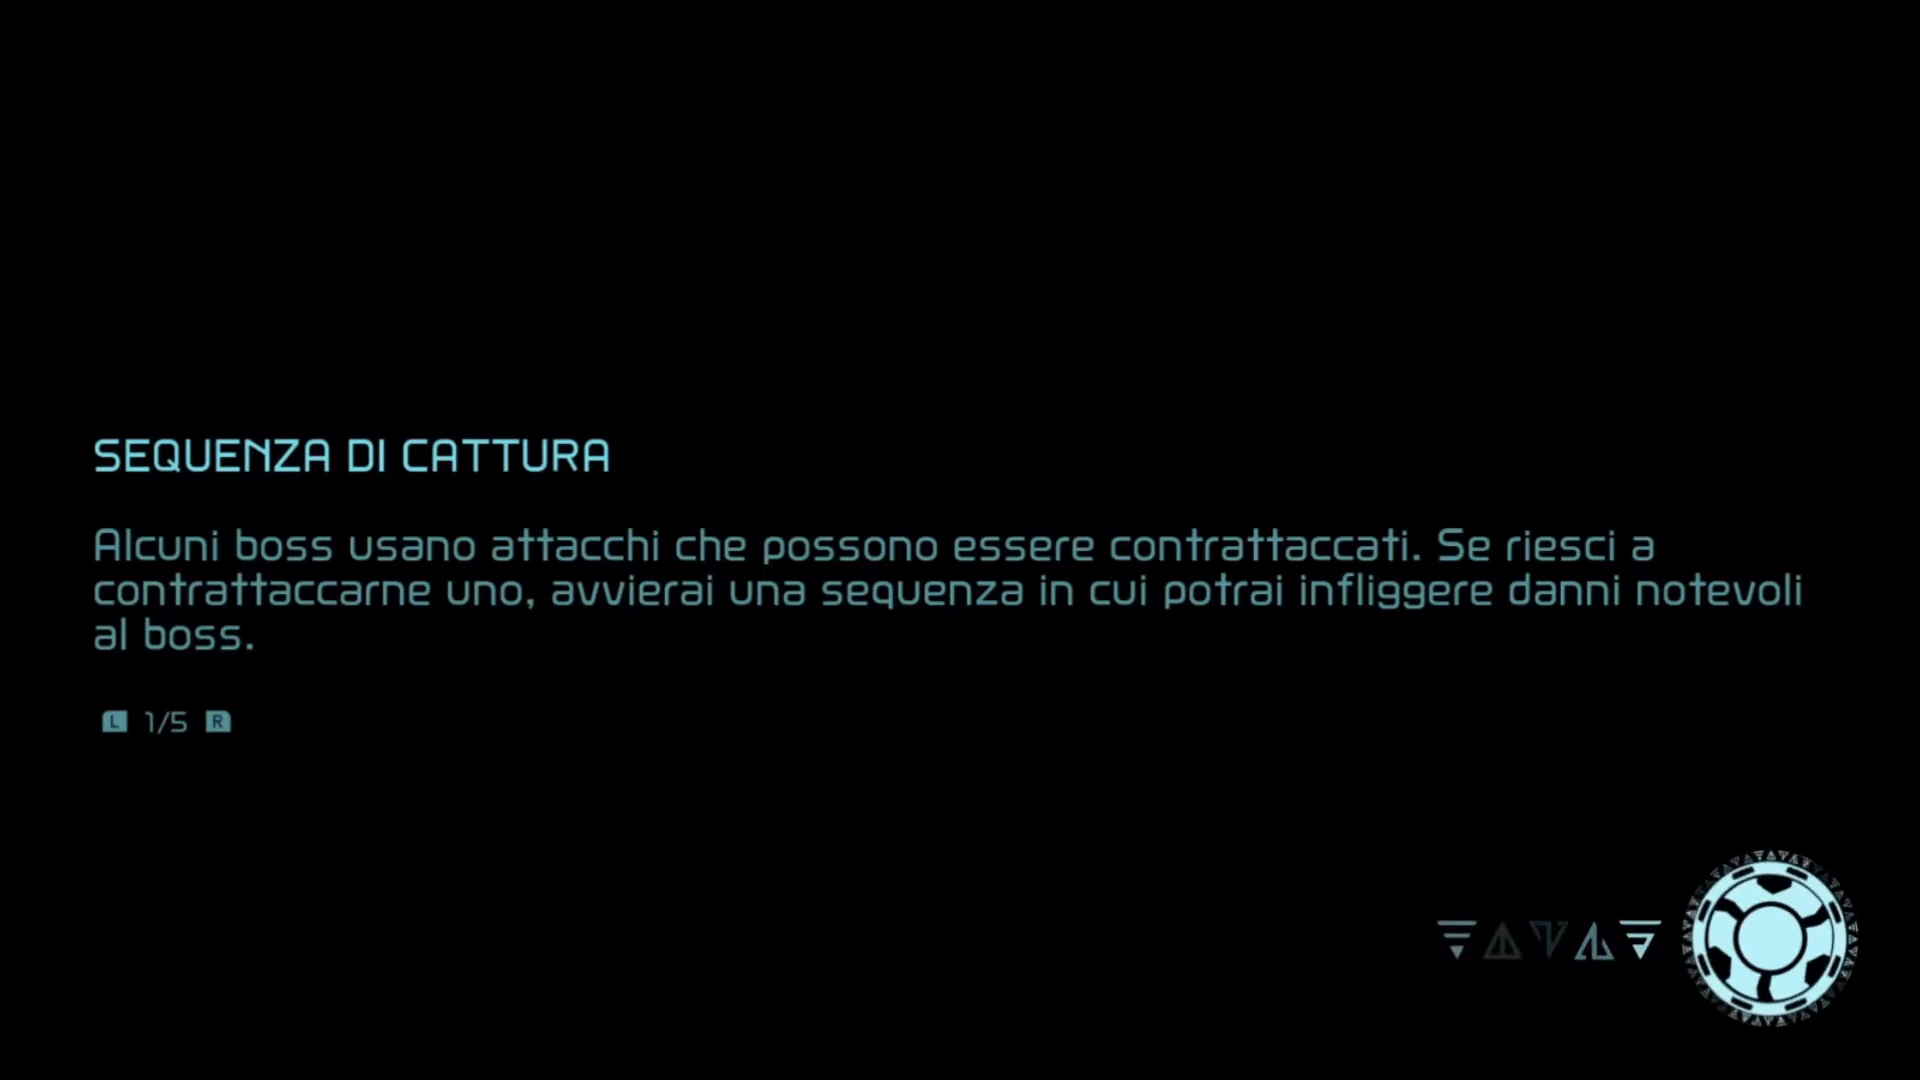 SEQUENZA DI CATTURA
Alcuni boss usano attacchi che possono essere contrattaccati. Se riesci a
contrattaccarne uno, avvierai una sequenza in cui potrai infliggere danni notevoli
al boss.
L 1/5 R